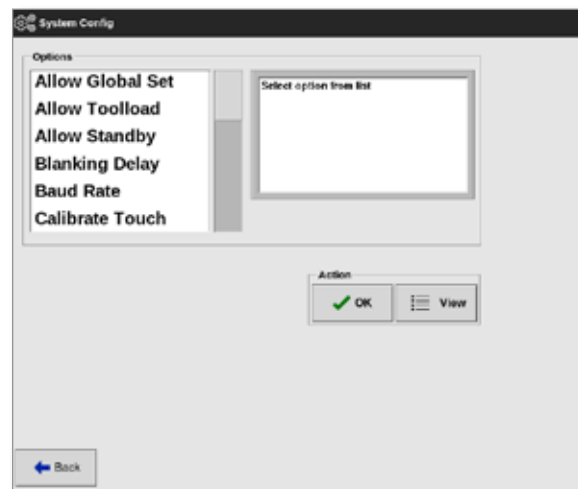 System Config
Options
Allow Global Set
Allow Toolload
Allow Standby
Blanking Delay
Baud Rate
Calibrate Touch
Select option from list
Action
OK
View
Back